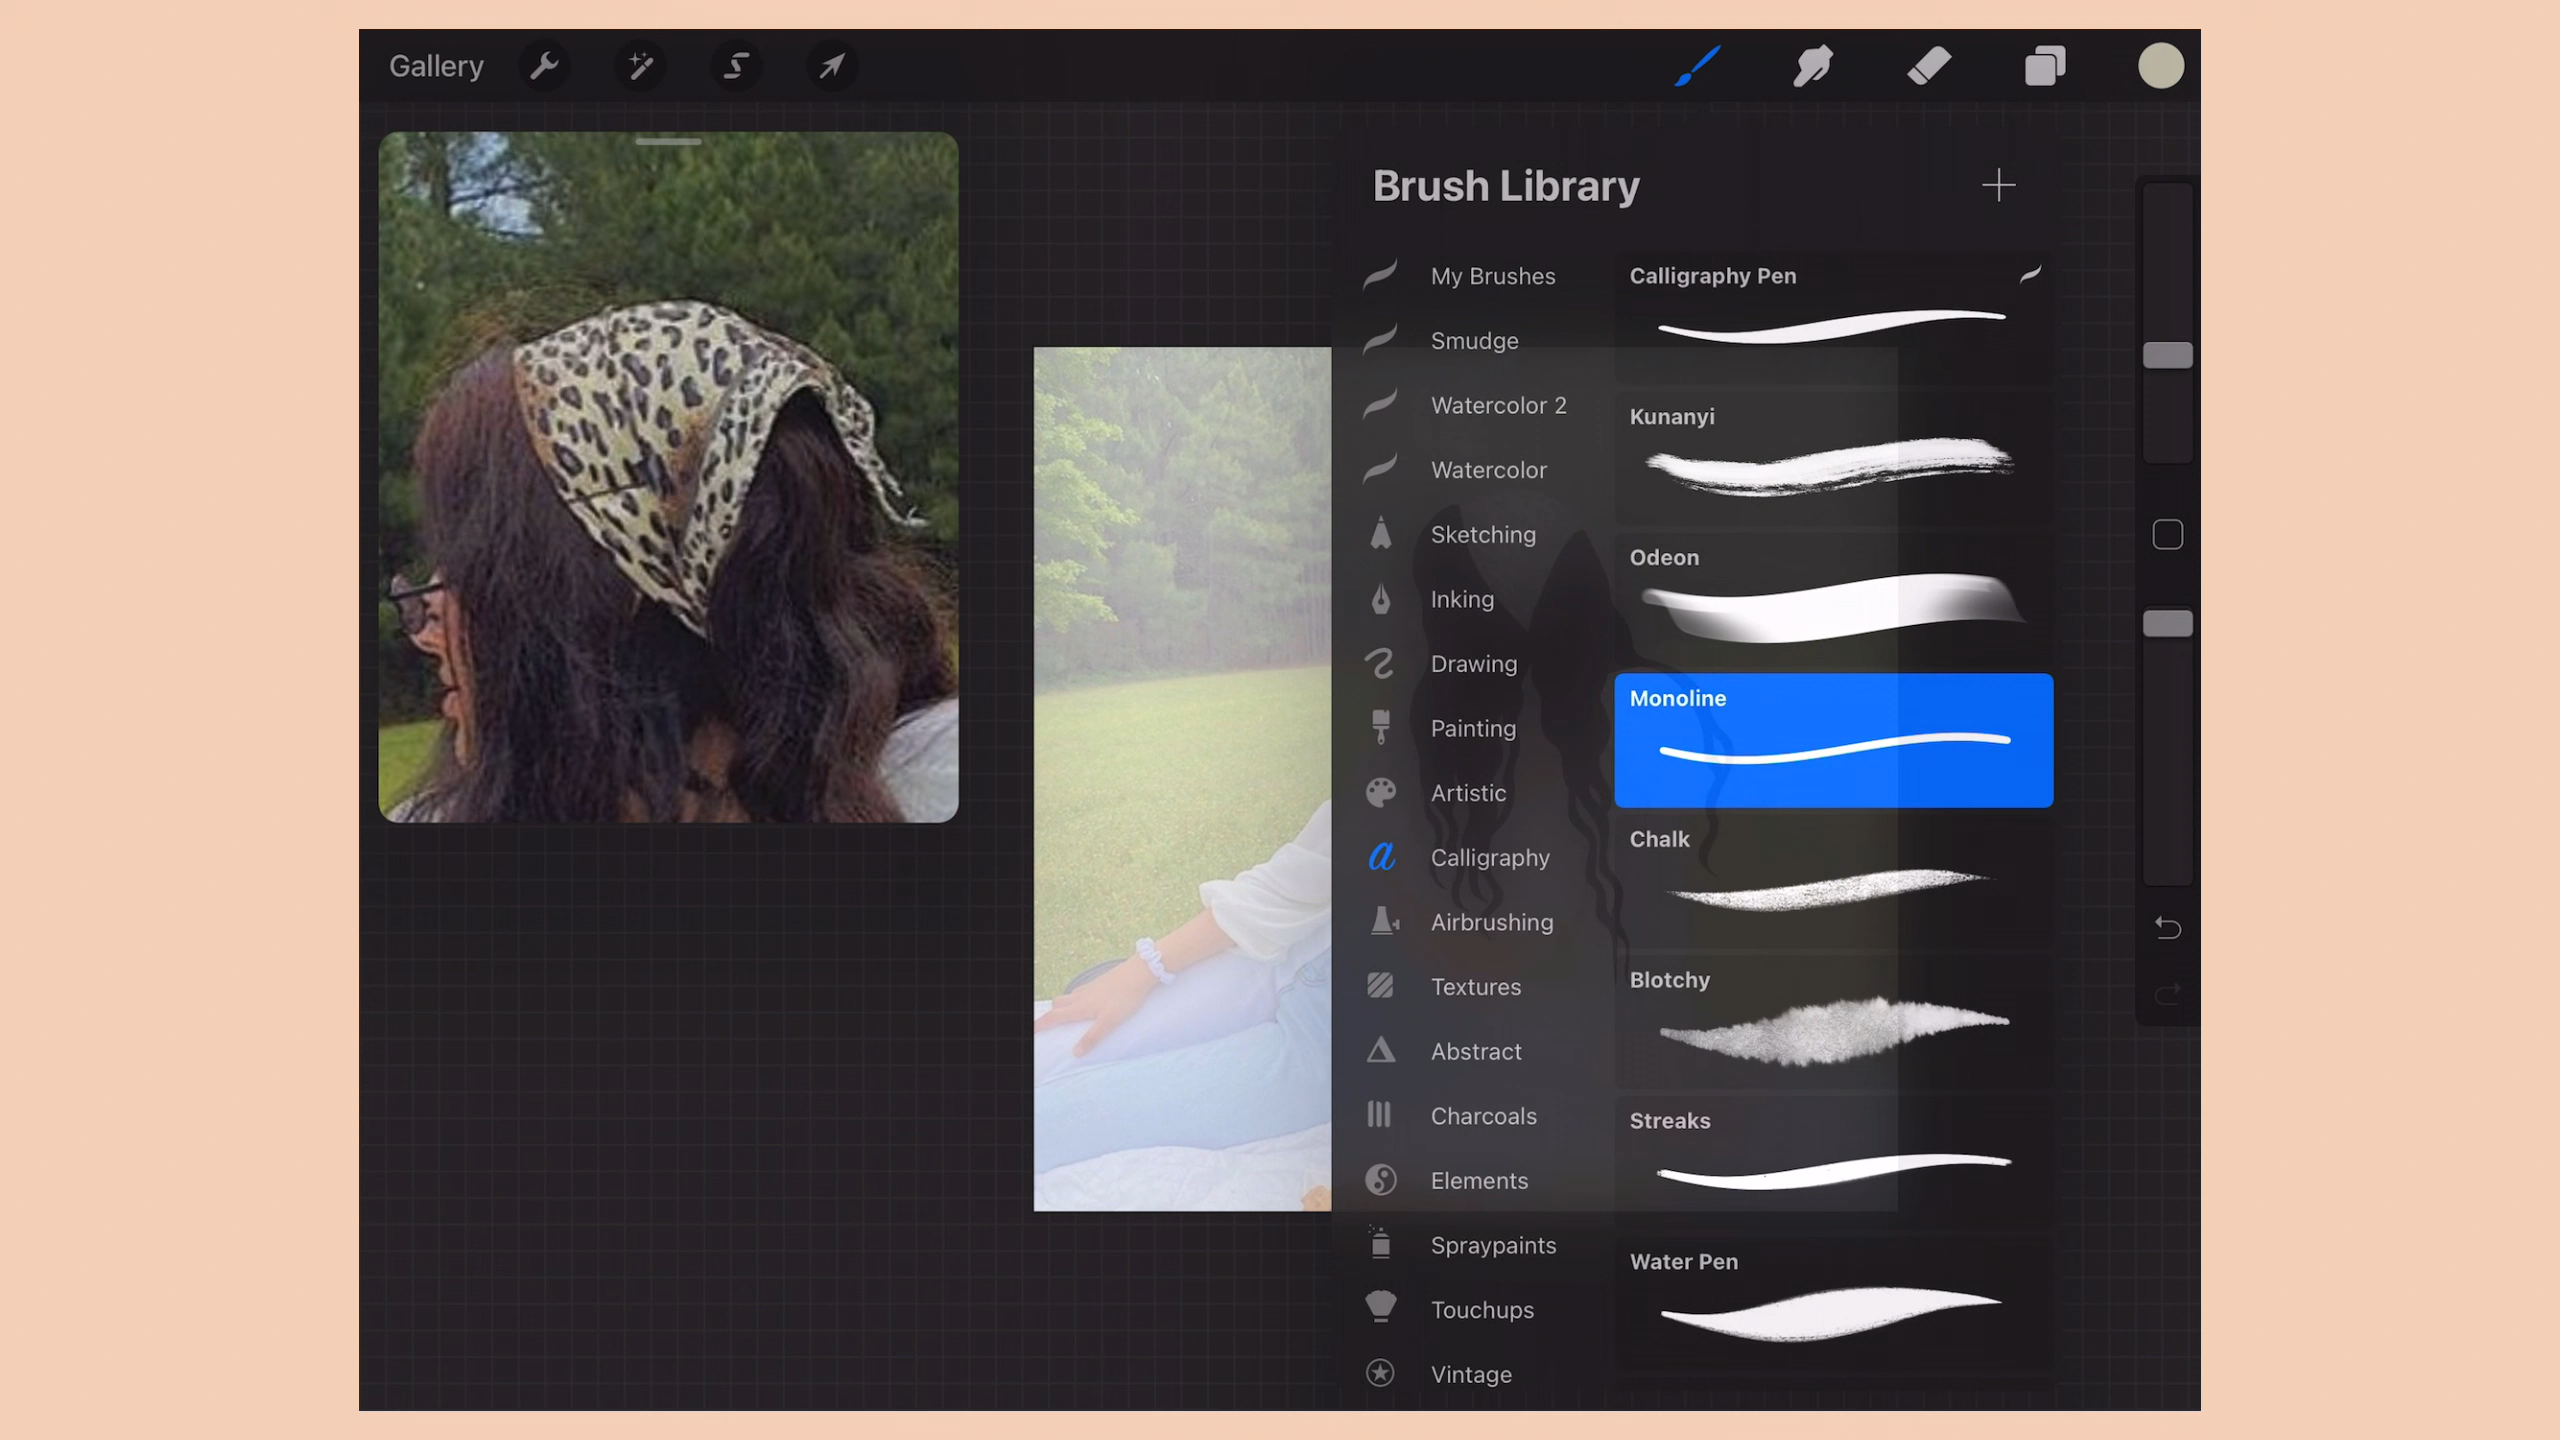 Gallery
Brush Library
My Brushes
Smudge
Watercolor 2
Watercolor
Sketching
Inking
Drawing
Painting
Artistic
Calligraphy
Airbrushing
Textures
Abstract
Charcoals
Elements
Spraypaints
Touchups
Vintage
Calligraphy Pen
Kunanyi
Odeon
Monoline
Chalk
Blotchy
Streaks
Water Pen